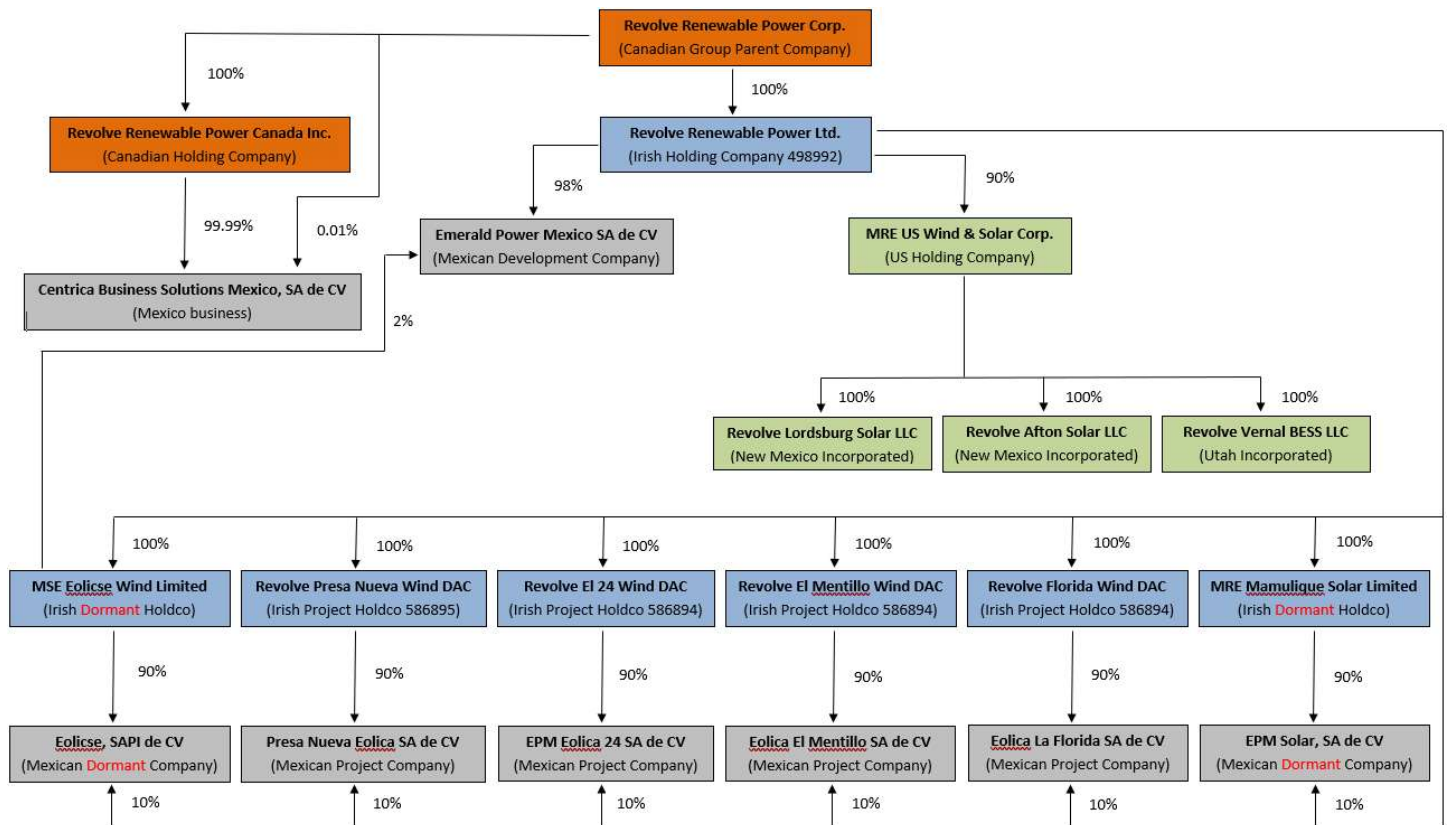 Revolve Renewable Power Corp.
(Canadian Group Parent Company)
100%
100%
Revolve Renewable Power Canada Inc.
(Canadian Holding Company)
Revolve Renewable Power Ltd.
(Irish Holding Company 498992)
98%
90%
99.99%
0.01%
Emerald Power Mexico SA de CV
(Mexican Development Company)
MRE US Wind & Solar Corp.
(US Holding Company)
Centrica Business Solutions Mexico, SA de CV
(Mexico business)
2%
100%
100%
100%
Revolve Lordsburg Solar LLC
(New Mexico Incorporated)
Revolve Afton Solar LLC
(New Mexico Incorporated)
Revolve Vernal BESS LLC
(Utah Incorporated)
100%
100%
100%
100%
100%
100%
MSE Eolicse Wind Limited
(Irish Dormant Holdco)
Revolve Presa Nueva Wind DAC
(Irish Project Holdco 586895)
Revolve El 24 Wind DAC
(Irish Project Holdco 586894)
Revolve El Mentillo Wind DAC
(Irish Project Holdco 586894)
Revolve Florida Wind DAC
(Irish Project Holdco 586894)
MRE Mamulique Solar Limited
(Irish Dormant Holdco)
90%
90%
90%
90%
90%
90%
Eolicse, SAPI de CV
(Mexican Dormant Company)
Presa Nueva Eolica SA de CV
(Mexican Project Company)
EPM Eolica 24 SA de CV
(Mexican Project Company)
Eolica El Mentillo SA de CV
(Mexican Project Company)
Eolica La Florida SA de CV
(Mexican Project Company)
EPM Solar, SA de CV
(Mexican Dormant Company)
10%
10%
10%
10%
10%
10%